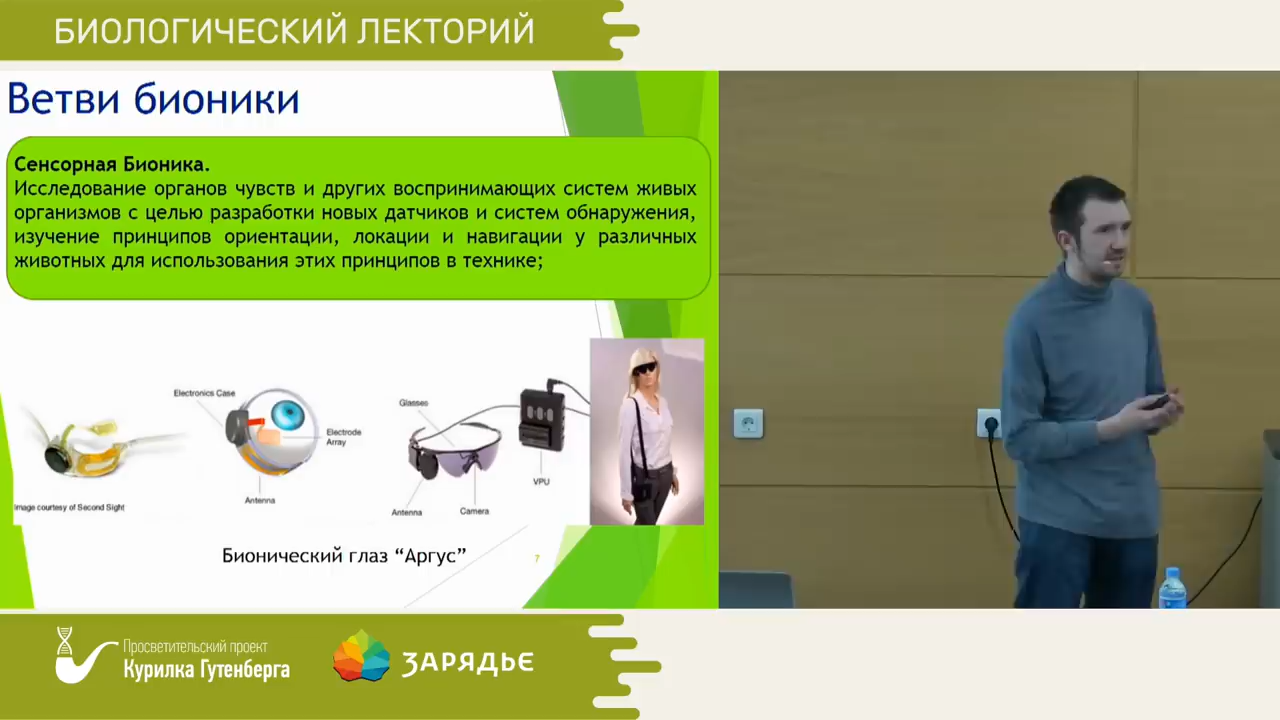 БИОЛОГИЧЕСКИЙ ЛЕКТОРИЙ
Ветви бионики
Сенсорная Бионика.
Исследование органов чувств и других воспринимающих систем живых
организмов с целью разработки новых датчиков и систем обнаружения,
изучение принципов ориентации, локации и навигации у различных
животных для использования этих принципов в технике;
Electronics Case
Electrode
Array
Antenna
Image courtesy of Second Sight
Glasses
VPU
Antenna
Camera
Бионический глаз “Аргус”
7
Просветительский проект
Курилка Гутенберга
ЗАРЯДЬЕ